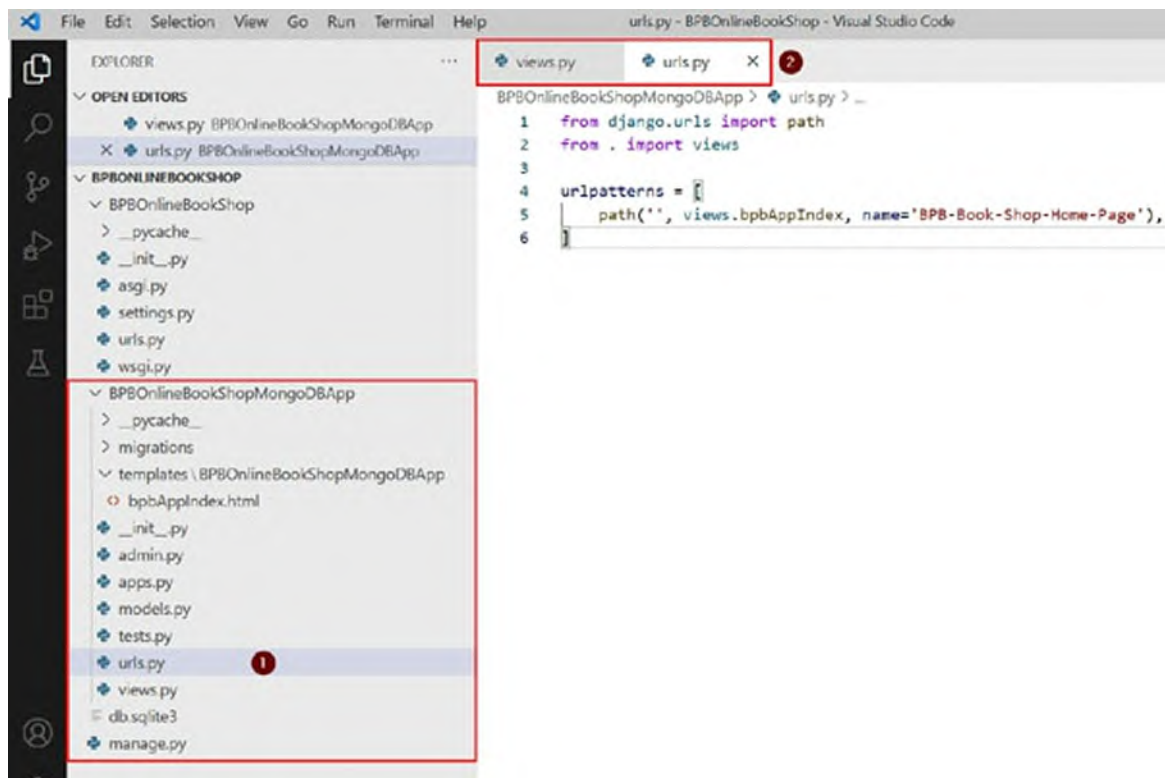 File Edit Selection View Go Run Terminal Help urls.py - BPBOnlineBookShop - Visual Studio Code
EXPLORER ...
OPEN EDITORS
views.py BPBOnlineBookShopMongoDBApp
urls.py BPBOnlineBookShopMongoDBApp
BPBONLINEBOOKSHOP
BPBOnlineBookShop
__pycache__
__init__.py
asgi.py
settings.py
urls.py
wsgi.py
BPBOnlineBookShopMongoDBApp
__pycache__
migrations
templates \ BPBOnlineBookShopMongoDBApp
bpbAppIndex.html
__init__.py
admin.py
apps.py
models.py
tests.py
urls.py 1
views.py
db.sqlite3
manage.py
views.py urls.py 2
BPBOnlineBookShopMongoDBApp > urls.py > ...
1 from django.urls import path
2 from . import views
3
4 urlpatterns = [
5 path('', views.bpbAppIndex, name='BPB-Book-Shop-Home-Page'),
6 ]